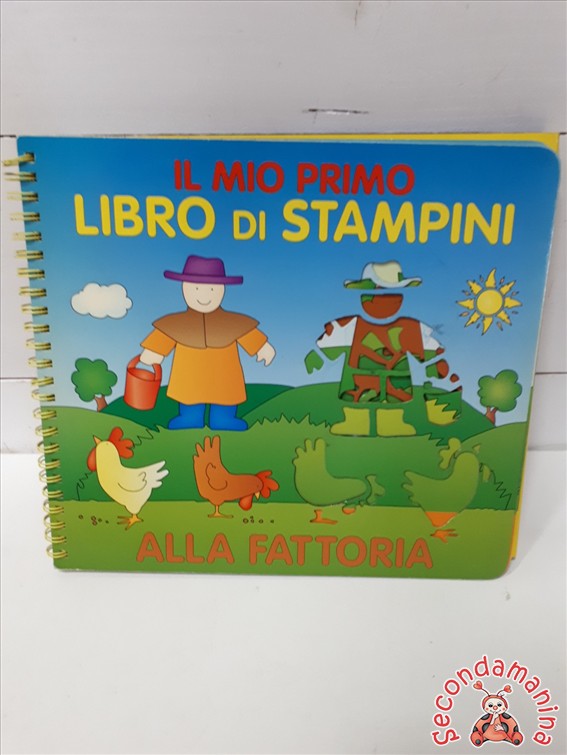 IL MIO PRIMO
LIBRO DI STAMPINI
ALLA FATTORIA
secondamanina